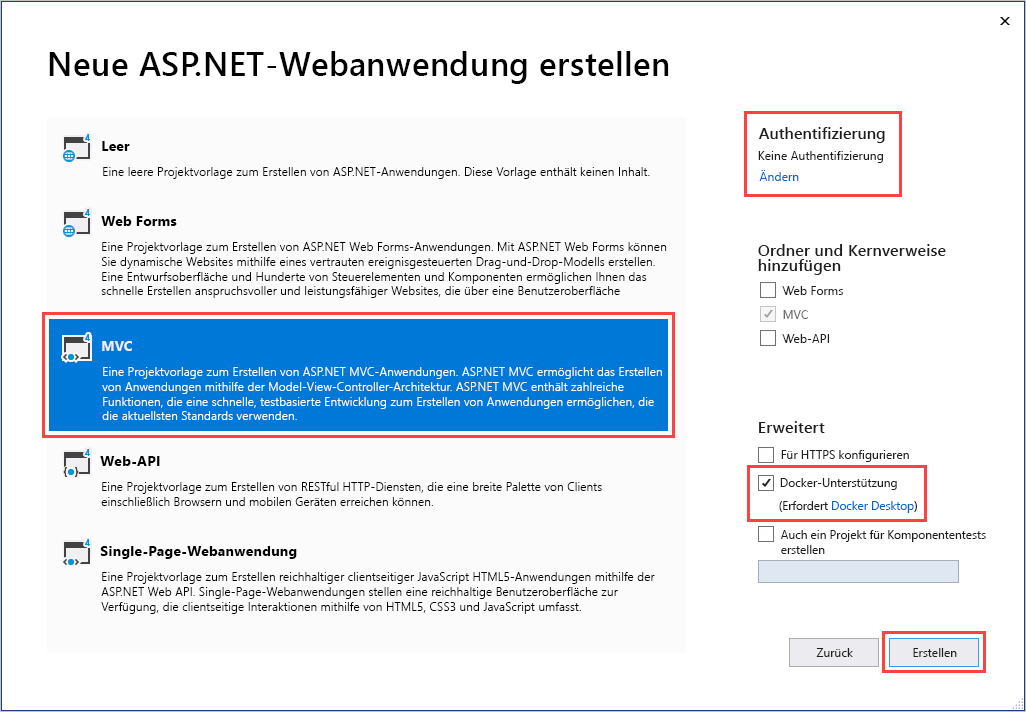 Neue ASP.NET-Webanwendung erstellen
4
Leer
Eine leere Projektvorlage zum Erstellen von ASP.NET-Anwendungen. Diese Vorlage enthält keinen Inhalt.
4
Web Forms
Eine Projektvorlage zum Erstellen von ASP.NET Web Forms-Anwendungen. Mit ASP.NET Web Forms können
Sie dynamische Websites mithilfe eines vertrauten ereignisgesteuerten Drag-and-Drop-Modells erstellen.
Eine Entwurfsoberfläche und Hunderte von Steuerelementen und Komponenten ermöglichen Ihnen das
schnelle Erstellen anspruchsvoller und leistungsfähiger Websites, die über eine Benutzeroberfläche
4
MVC
Eine Projektvorlage zum Erstellen von ASP.NET MVC-Anwendungen. ASP.NET MVC ermöglicht das Erstellen
von Anwendungen mithilfe der Model-View-Controller-Architektur. ASP.NET MVC enthält zahlreiche
Funktionen, die eine schnelle, testbasierte Entwicklung zum Erstellen von Anwendungen ermöglichen, die
die aktuellsten Standards verwenden.
4
Web-API
Eine Projektvorlage zum Erstellen von RESTful HTTP-Diensten, die eine breite Palette von Clients
einschließlich Browsern und mobilen Geräten erreichen können.
4
Single-Page-Webanwendung
Eine Projektvorlage zum Erstellen reichhaltiger clientseitiger JavaScript HTML5-Anwendungen mithilfe der
ASP.NET Web API. Single-Page-Webanwendungen stellen eine reichhaltige Benutzeroberfläche zur
Verfügung, die clientseitige Interaktionen mithilfe von HTML5, CSS3 und JavaScript umfasst.
Authentifizierung
Keine Authentifizierung
Ändern
Ordner und Kernverweise
hinzufügen
Web Forms
MVC
Web-API
Erweitert
Für HTTPS konfigurieren
Docker-Unterstützung
(Erfordert Docker Desktop)
Auch ein Projekt für Komponententests
erstellen
Zurück
Erstellen